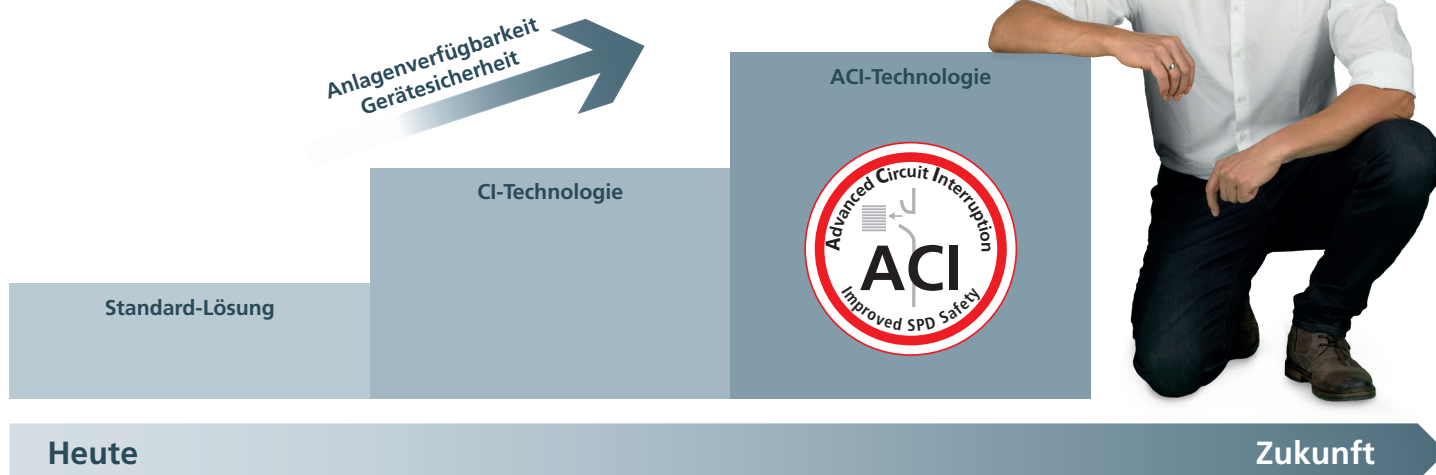 Anlagenverfügbarkeit
Gerätesicherheit
ACI-Technologie
CI-Technologie
Standard-Lösung
Advanced Circuit Interruption
ACI
Improved SPD Safety
Heute
Zukunft